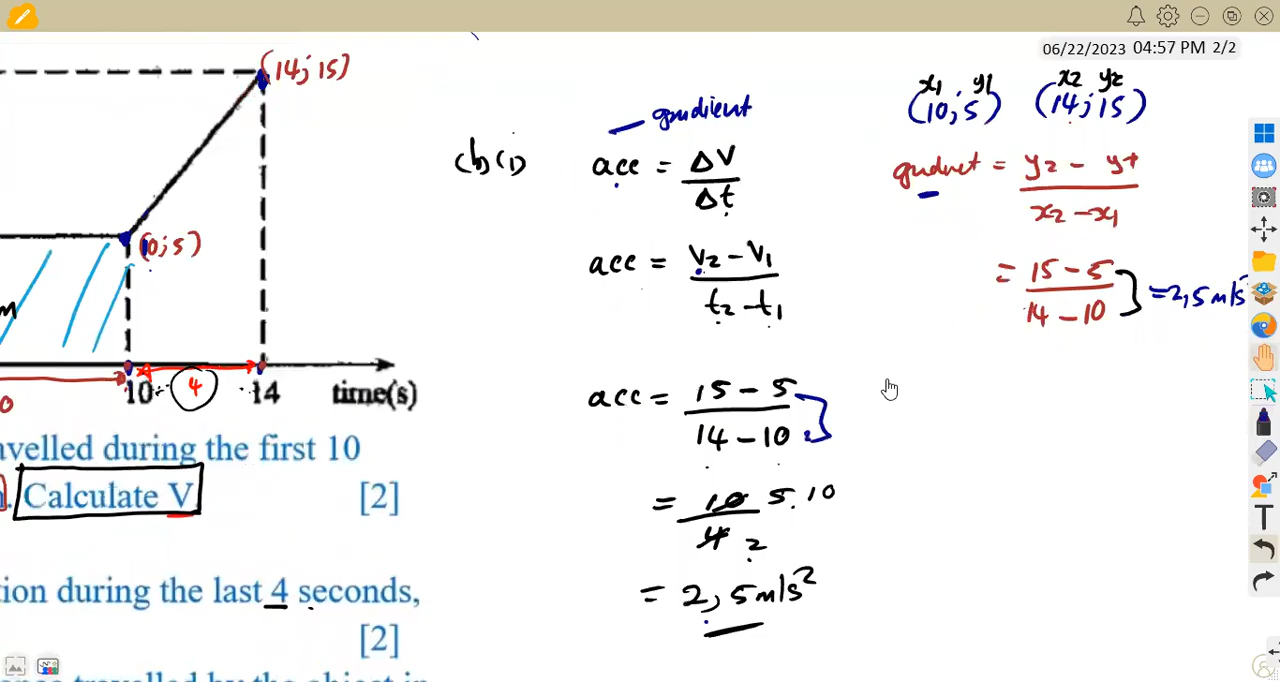 06/22/2023 04:57 PM 2/2
(14; 15)
(10; 5)
10 4 14 time(s)
avelled during the first 10
Calculate V [2]
tion during the last 4 seconds,
[2]
gradient
(b)(i) acc = ΔV / Δt
acc = V2 - V1 / t2 - t1
acc = 15 - 5 / 14 - 10
= 10 / 4 5.10 2
= 2,5 m/s²
x1 y1 x2 y2
(10; 5) (14; 15)
gradient = y2 - y1 / x2 - x1
= 15 - 5 / 14 - 10 = 2,5 m/s